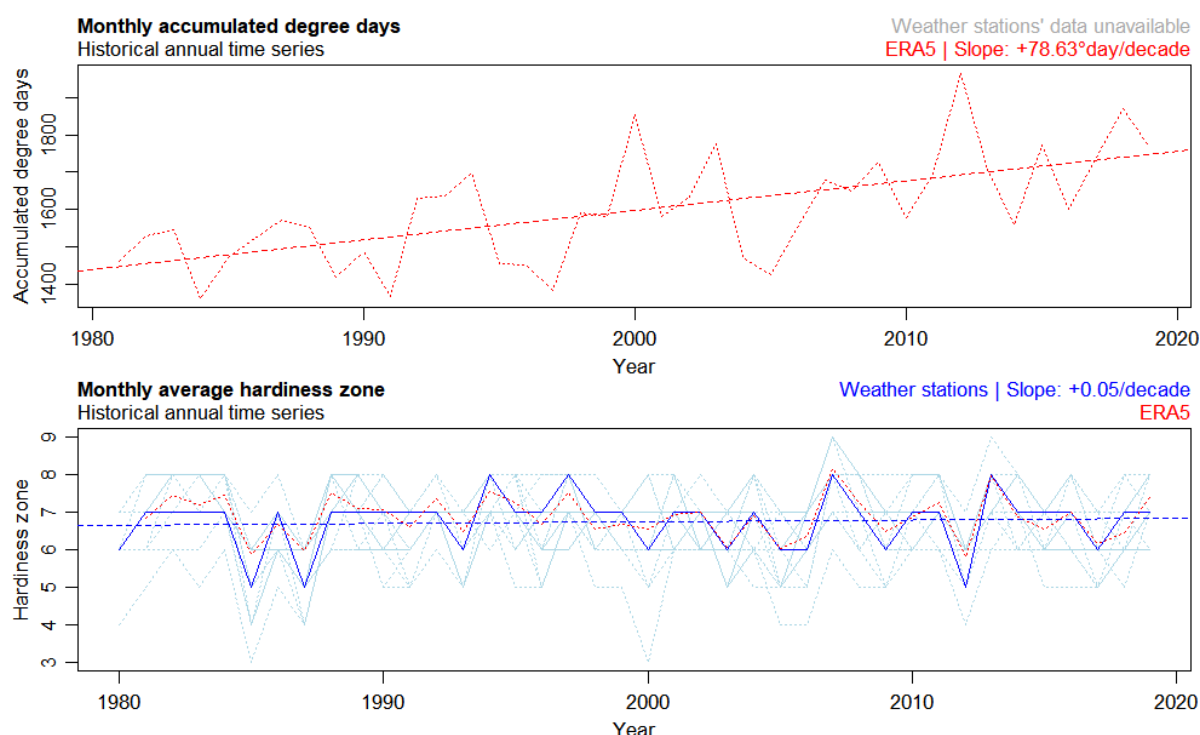 Monthly accumulated degree days
Weather stations' data unavailable
Historical annual time series
ERA5 | Slope: +78.63°day/decade
Accumulated degree days
1800
1600
1400
1980 1990 2000 2010 2020
Year
Monthly average hardiness zone
Weather stations | Slope: +0.05/decade
Historical annual time series
ERA5
Hardiness zone
9
8
7
6
5
4
3
1980 1990 2000 2010 2020
Year